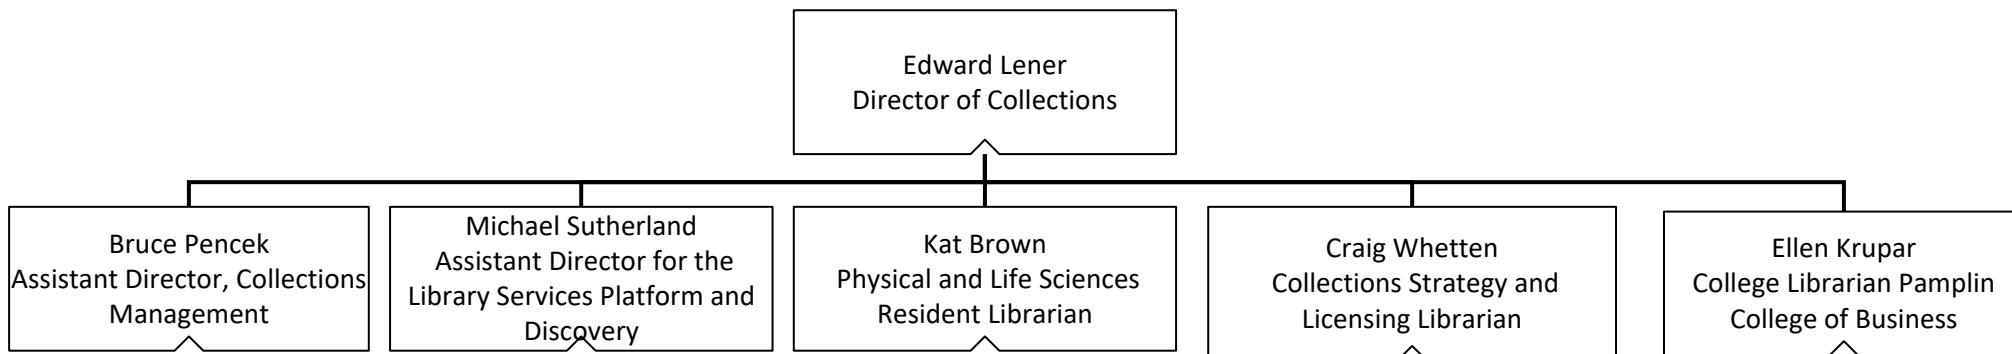 Edward Lener
Director of Collections
Bruce Pencek
Assistant Director, Collections
Management
Michael Sutherland
Assistant Director for the
Library Services Platform and
Discovery
Kat Brown
Physical and Life Sciences
Resident Librarian
Craig Whetten
Collections Strategy and
Licensing Librarian
Ellen Krupar
College Librarian Pamplin
College of Business